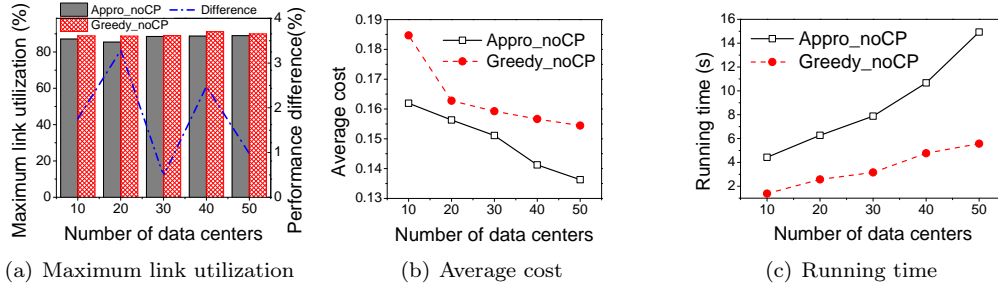 Appro_noCP
Difference
Greedy_noCP
Maximum link utilization (%)
80
60
40
20
0
Performance difference(%)
4
3
2
1
0
10 20 30 40 50
Number of data centers
(a) Maximum link utilization
Appro_noCP
Greedy_noCP
Average cost
0.19
0.18
0.17
0.16
0.15
0.14
0.13
10 20 30 40 50
Number of data centers
(b) Average cost
Appro_noCP
Greedy_noCP
Running time (s)
16
14
12
10
8
6
4
2
10 20 30 40 50
Number of data centers
(c) Running time